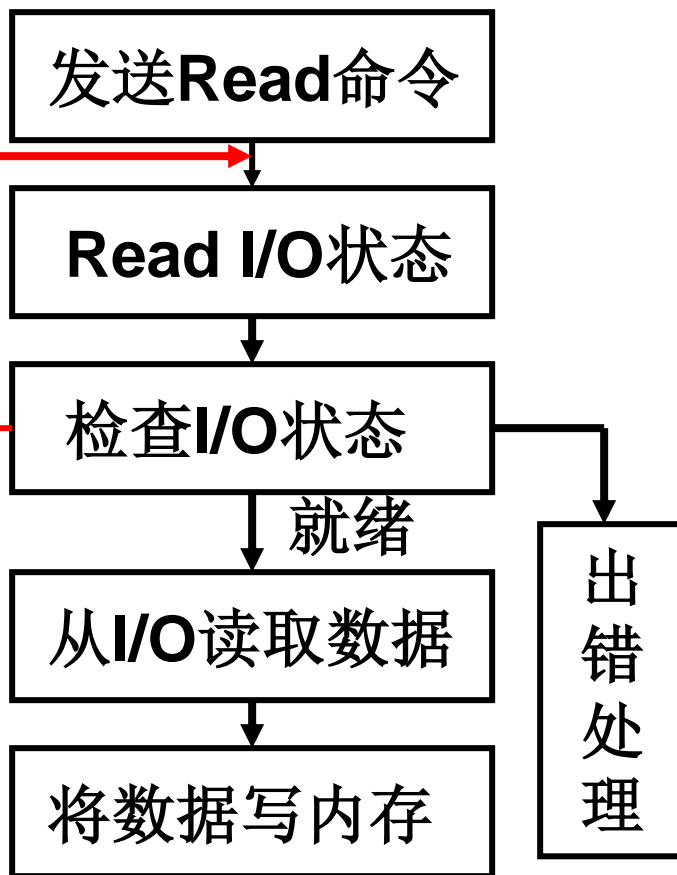 发送Read命令
Read I/O状态
检查I/O状态
就绪
从I/O读取数据
将数据写内存
出
错
处
理